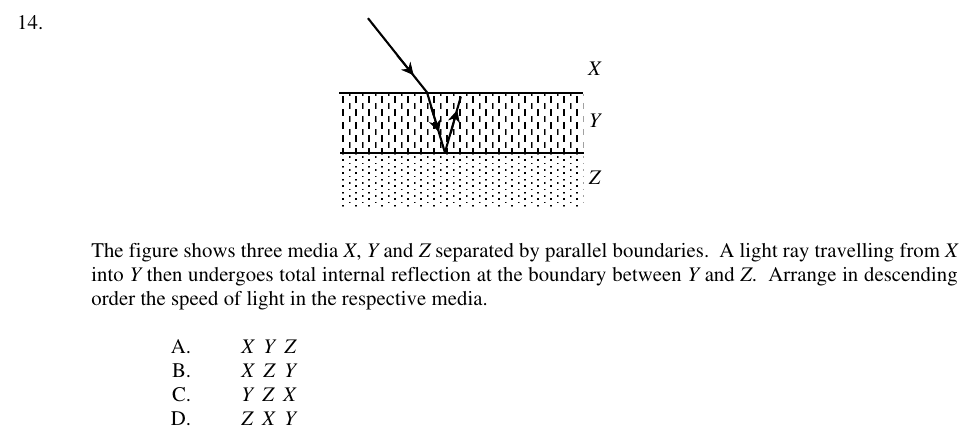 14.
X
Y
Z
The figure shows three media X, Y and Z separated by parallel boundaries. A light ray travelling from X
into Y then undergoes total internal reflection at the boundary between Y and Z. Arrange in descending
order the speed of light in the respective media.
A. X Y Z
B. X Z Y
C. Y Z X
D. Z X Y